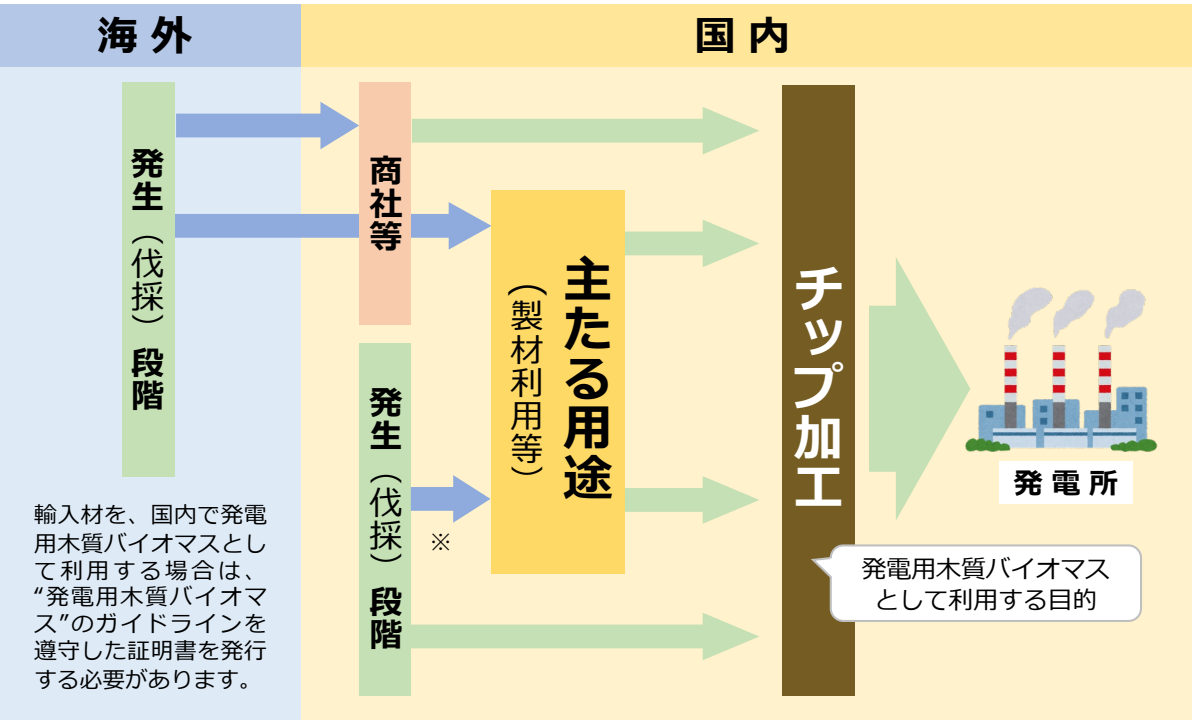 海外
国内
発生（伐採）段階
商社等
主たる用途
（製材利用等）
発生（伐採）段階
※
チップ加工
発電所
発電用木質バイオマス
として利用する目的
輸入材を、国内で発電
用木質バイオマスとし
て利用する場合は、
“発電用木質バイオマ
ス”のガイドラインを
遵守した証明書を発行
する必要があります。